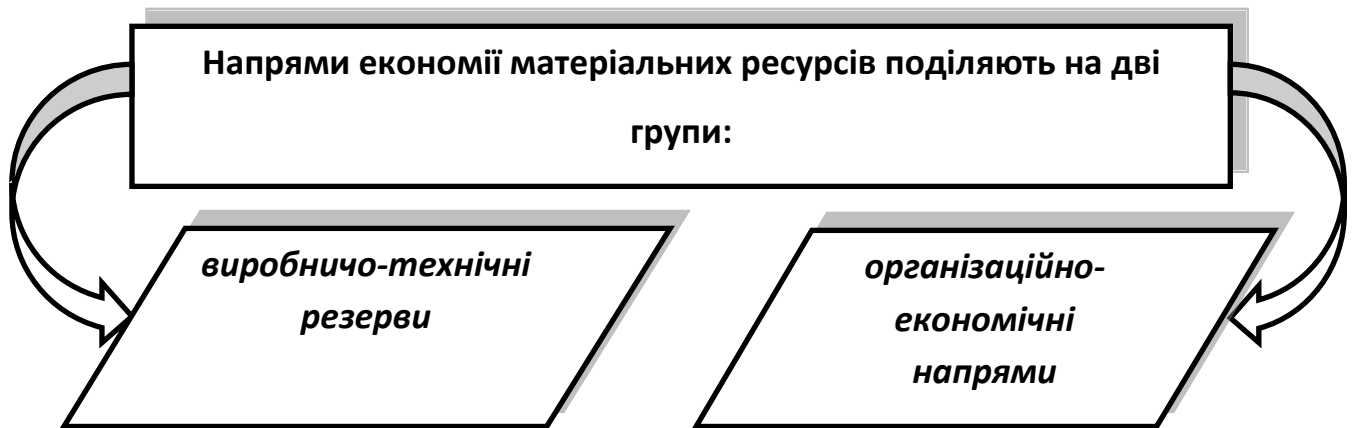 Напрями економії матеріальних ресурсів поділяють на дві
групи:
виробничо-технічні
резерви
організаційно-
економічні
напрями